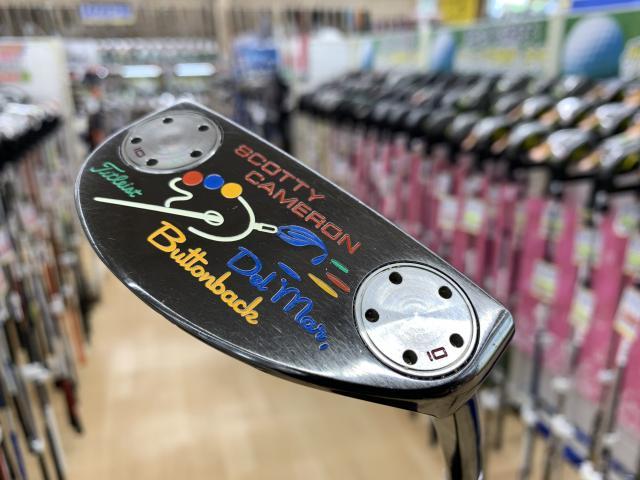 SCOTTY
CAMERON
Titleist
Del Mar,
Buttonback
10
10